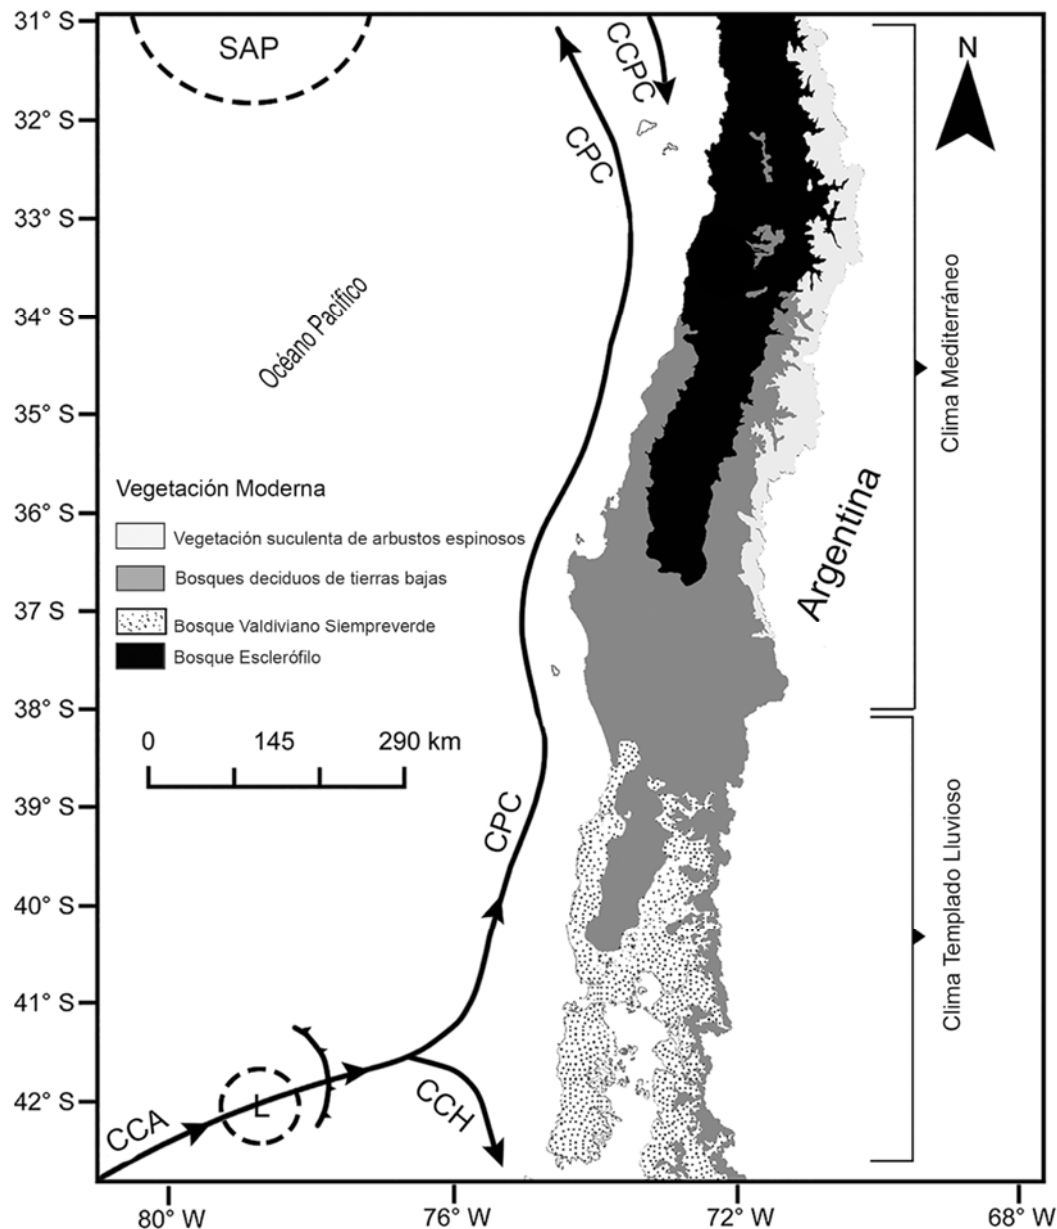 31° S
32° S
33° S
34° S
35° S
36° S
37° S
38° S
39° S
40° S
41° S
42° S
SAP
CPC
CCPC
N
Océano Pacífico
Clima Mediterráneo
Argentina
Vegetación Moderna
Vegetación suculenta de arbustos espinosos
Bosques deciduos de tierras bajas
Bosque Valdiviano Siempreverde
Bosque Esclerófilo
0 145 290 km
CPC
Clima Templado Lluvioso
CCA
L
CCH
80° W 76° W 72° W 68° W